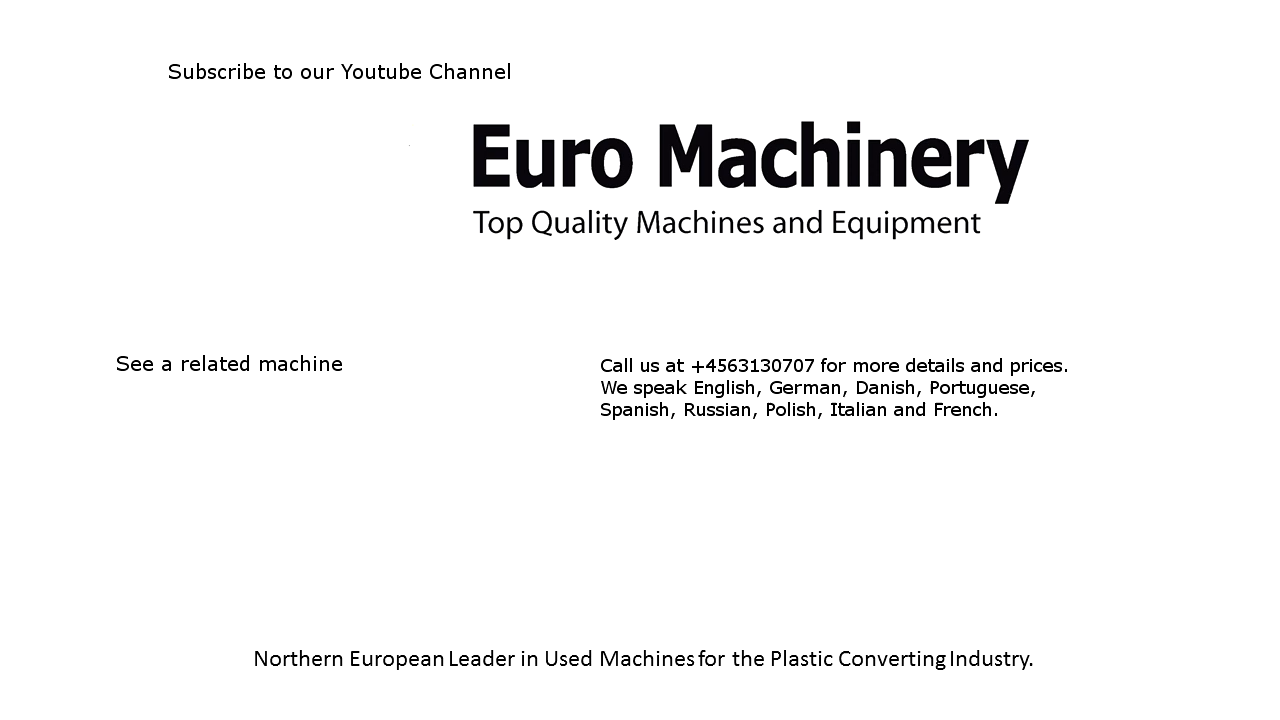 Subscribe to our Youtube Channel
Euro Machinery
Top Quality Machines and Equipment
See a related machine
Call us at +4563130707 for more details and prices.
We speak English, German, Danish, Portuguese,
Spanish, Russian, Polish, Italian and French.
Northern European Leader in Used Machines for the Plastic Converting Industry.